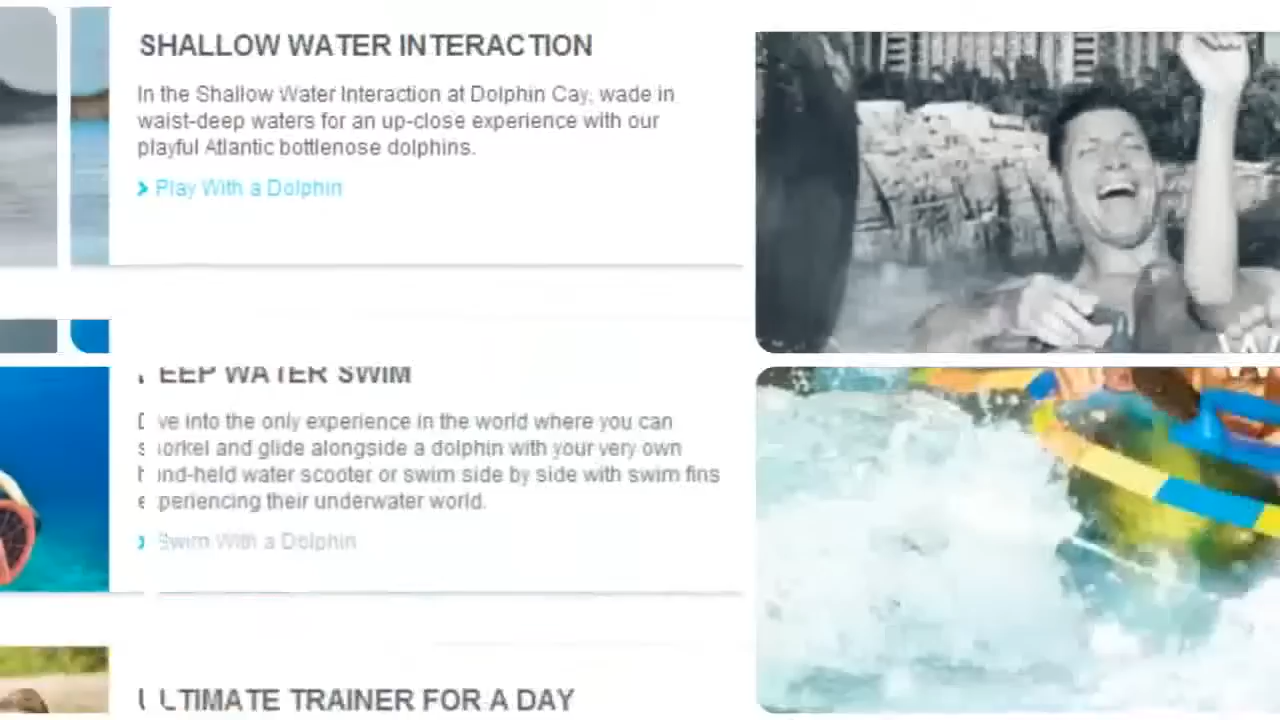 SHALLOW WATER INTERACTION
In the Shallow Water Interaction at Dolphin Cay, wade in
waist-deep waters for an up-close experience with our
playful Atlantic bottlenose dolphins.
Play With a Dolphin
EEP WATER SWIM
D ve into the only experience in the world where you can
s orkel and glide alongside a dolphin with your very own
h nd-held water scooter or swim side by side with swim fins
e periencing their underwater world.
Swim With a Dolphin
ULTIMATE TRAINER FOR A DAY